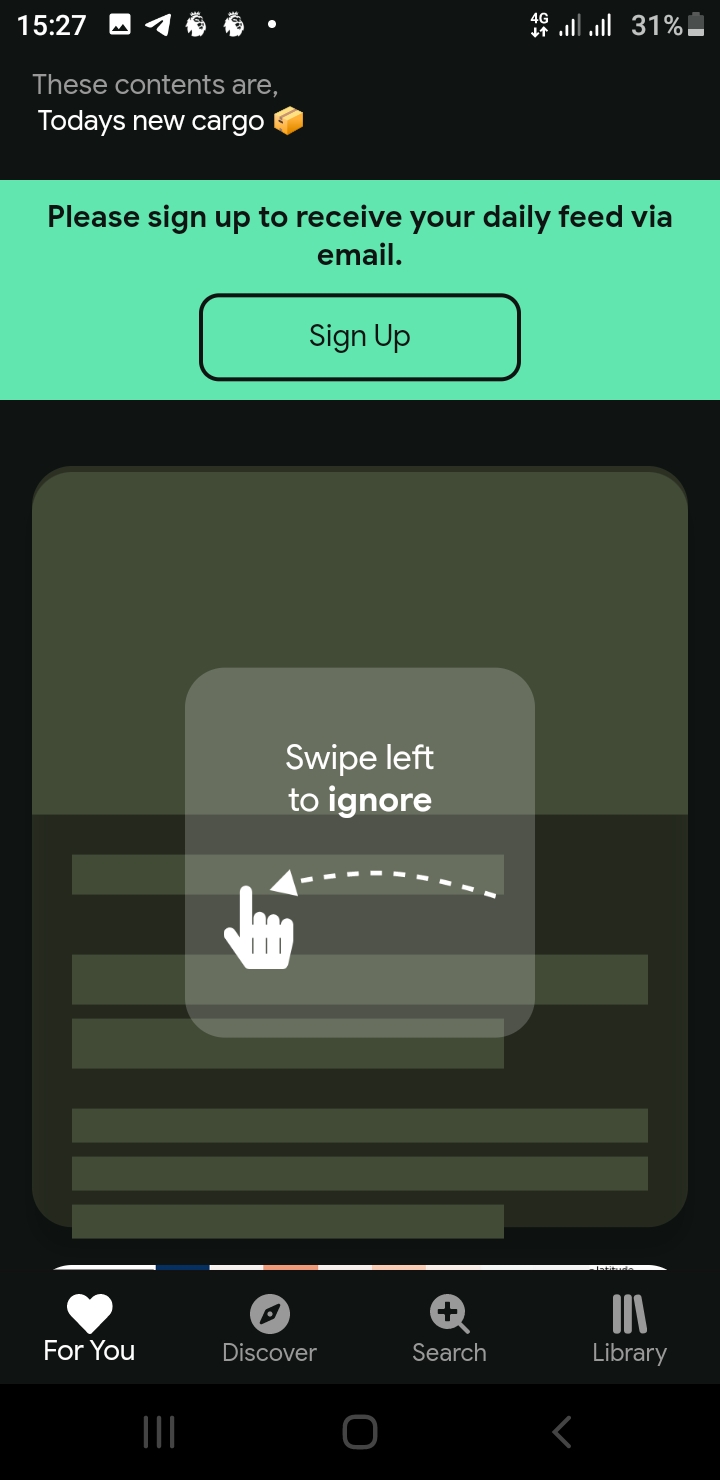 15:27
4G
31%
These contents are,
Todays new cargo 📦
Please sign up to receive your daily feed via
email.
Sign Up
Swipe left
to ignore
For You
Discover
Search
Library